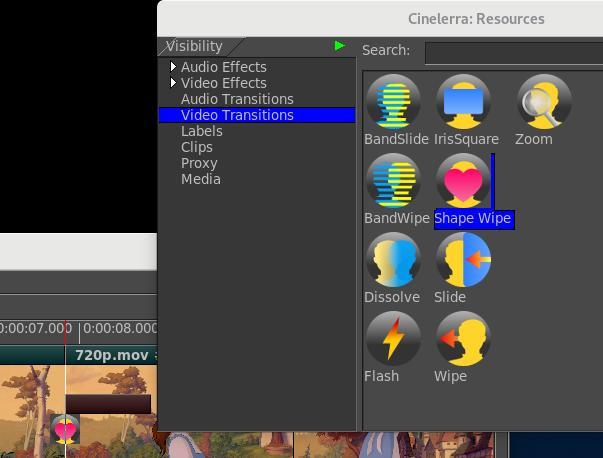 Cinelerra: Resources
Visibility
Search:
Audio Effects
Video Effects
Audio Transitions
Video Transitions
Labels
Clips
Proxy
Media
BandSlide IrisSquare Zoom
BandWipe Shape Wipe
Dissolve Slide
Flash Wipe
0:00:07.000 0:00:08.000
720p.mov